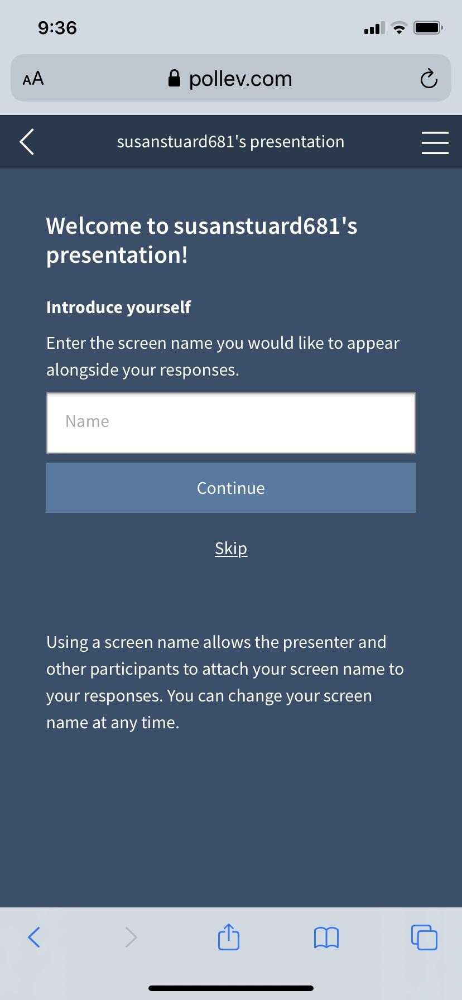 9:36
AA
pollev.com
susanstuard681's presentation
Welcome to susanstuard681's
presentation!
Introduce yourself
Enter the screen name you would like to appear
alongside your responses.
Name
Continue
Skip
Using a screen name allows the presenter and
other participants to attach your screen name to
your responses. You can change your screen
name at any time.